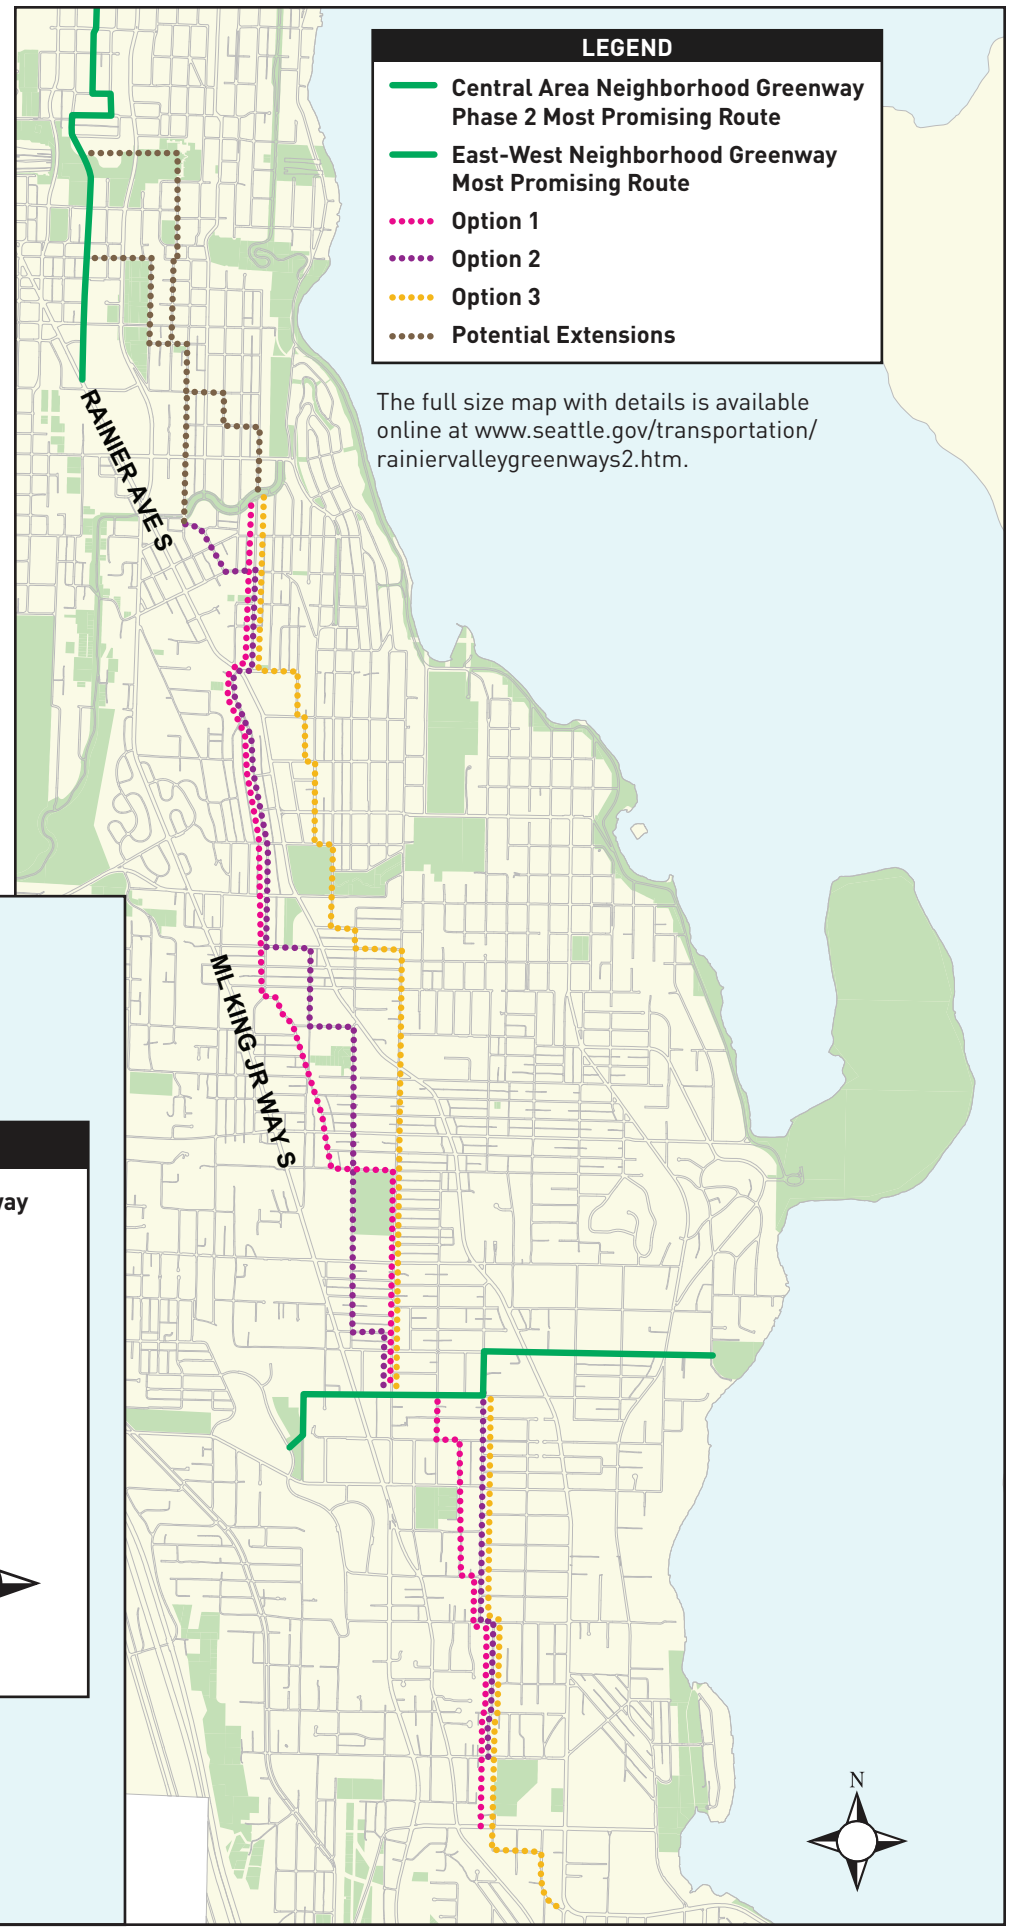 LEGEND
Central Area Neighborhood Greenway
Phase 2 Most Promising Route
East-West Neighborhood Greenway
Most Promising Route
Option 1
Option 2
Option 3
Potential Extensions
The full size map with details is available
online at www.seattle.gov/transportation/
rainiervalleygreenways2.htm.
RAINIER AVE S
ML KING JR WAY S
way
N